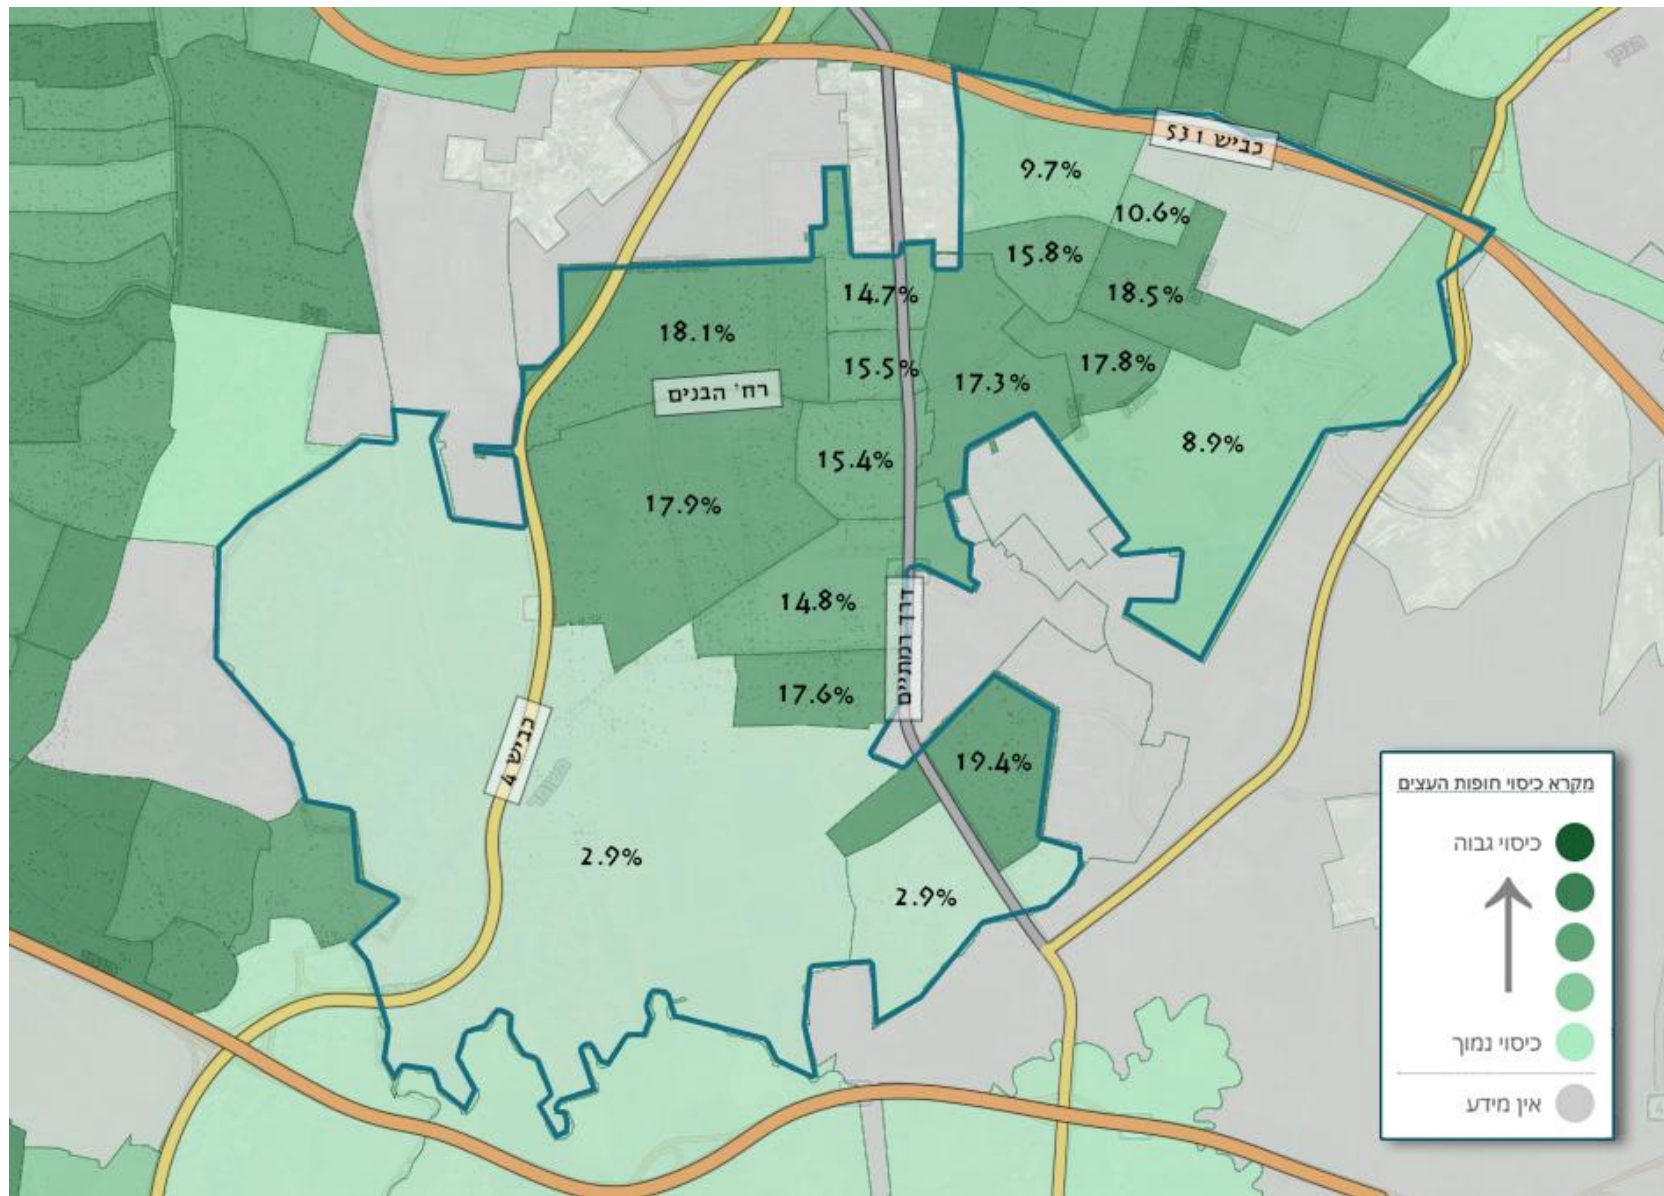 כביש 531
9.7%
10.6%
15.8%
14.7%
18.5%
18.1%
15.5%
17.8%
17.3%
רח' הבנים
8.9%
15.4%
17.9%
14.8%
דרך רמתיים
17.6%
כביש 4
19.4%
2.9%
2.9%
מקרא כיסוי חופות העצים
כיסוי גבוה
כיסוי נמוך
אין מידע